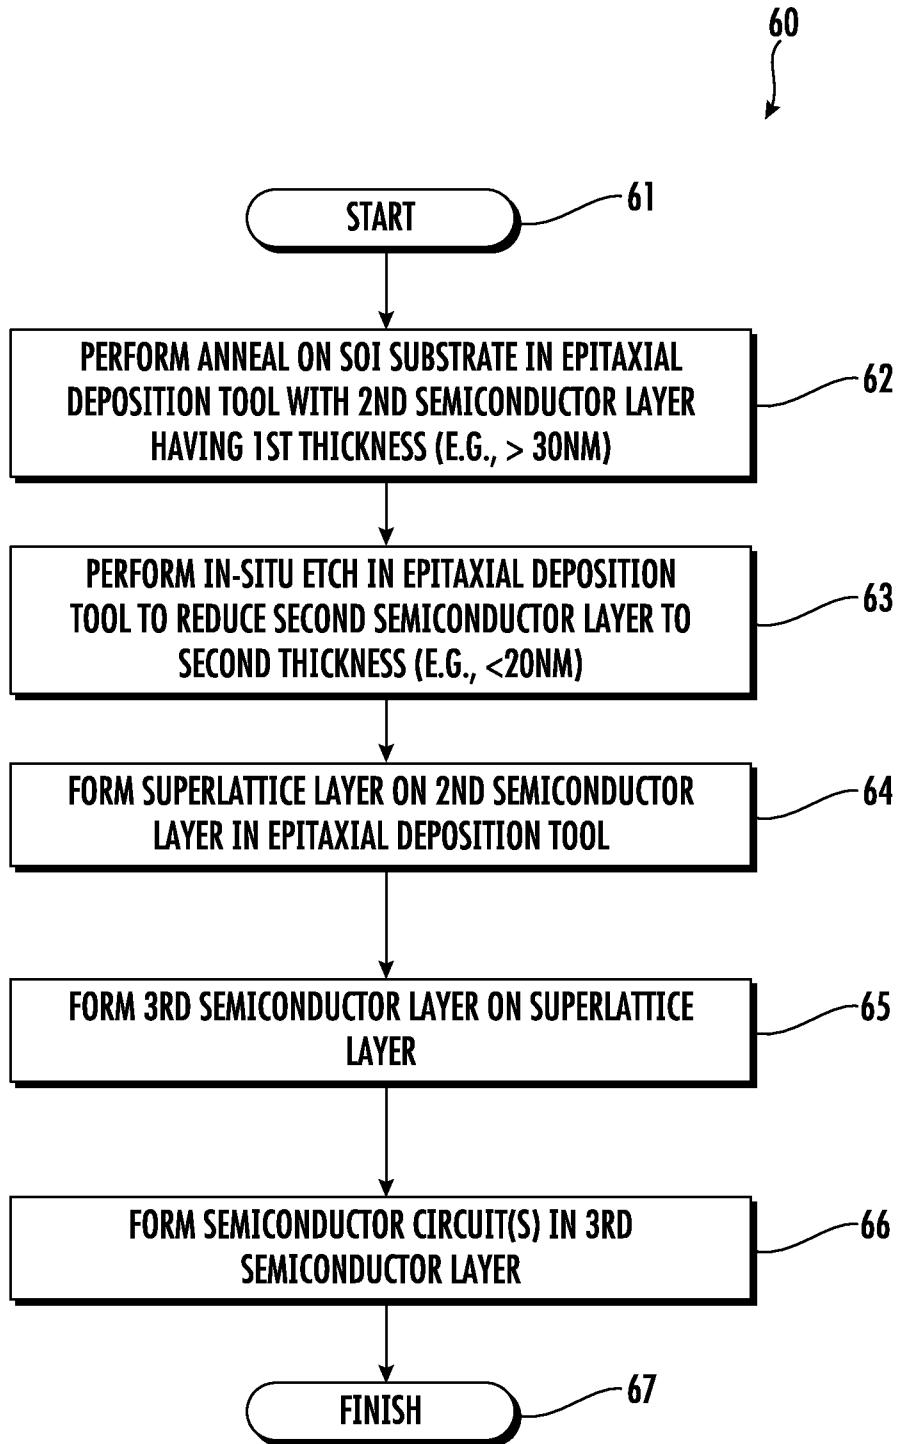 60
START
61
PERFORM ANNEAL ON SOI SUBSTRATE IN EPITAXIAL
DEPOSITION TOOL WITH 2ND SEMICONDUCTOR LAYER
HAVING 1ST THICKNESS (E.G., > 30NM)
62
PERFORM IN-SITU ETCH IN EPITAXIAL DEPOSITION
TOOL TO REDUCE SECOND SEMICONDUCTOR LAYER TO
SECOND THICKNESS (E.G., <20NM)
63
FORM SUPERLATTICE LAYER ON 2ND SEMICONDUCTOR
LAYER IN EPITAXIAL DEPOSITION TOOL
64
FORM 3RD SEMICONDUCTOR LAYER ON SUPERLATTICE
LAYER
65
FORM SEMICONDUCTOR CIRCUIT(S) IN 3RD
SEMICONDUCTOR LAYER
66
FINISH
67